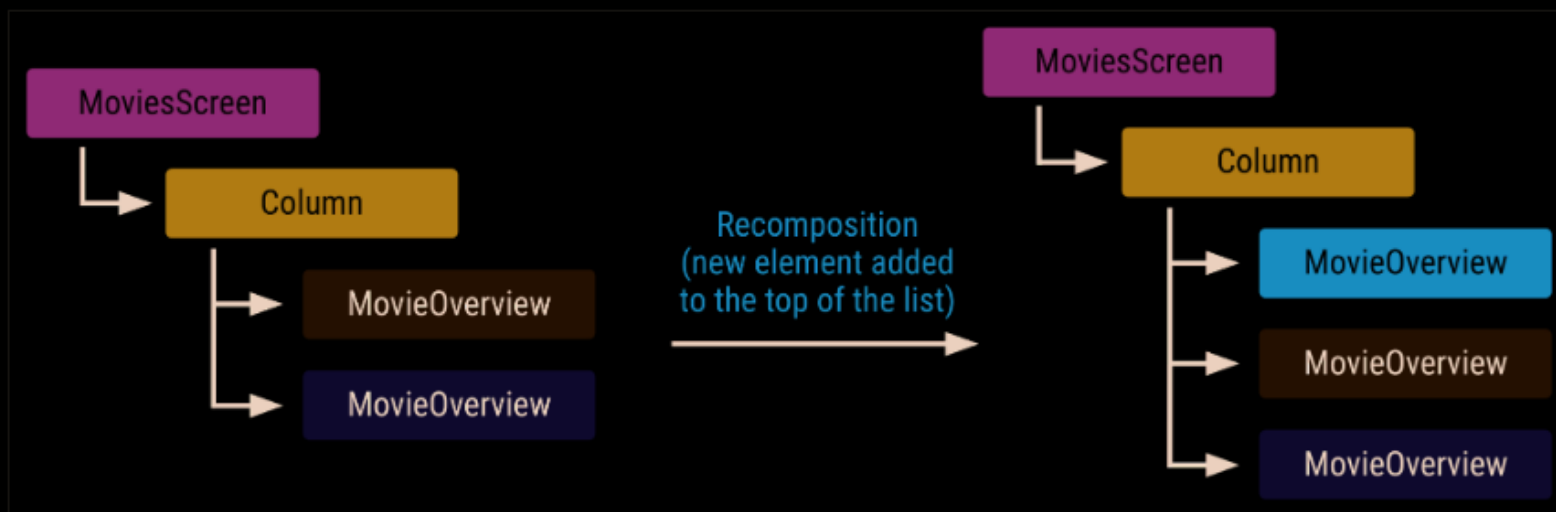 MoviesScreen
Column
MovieOverview
MovieOverview
Recomposition
(new element added
to the top of the list)
MoviesScreen
Column
MovieOverview
MovieOverview
MovieOverview